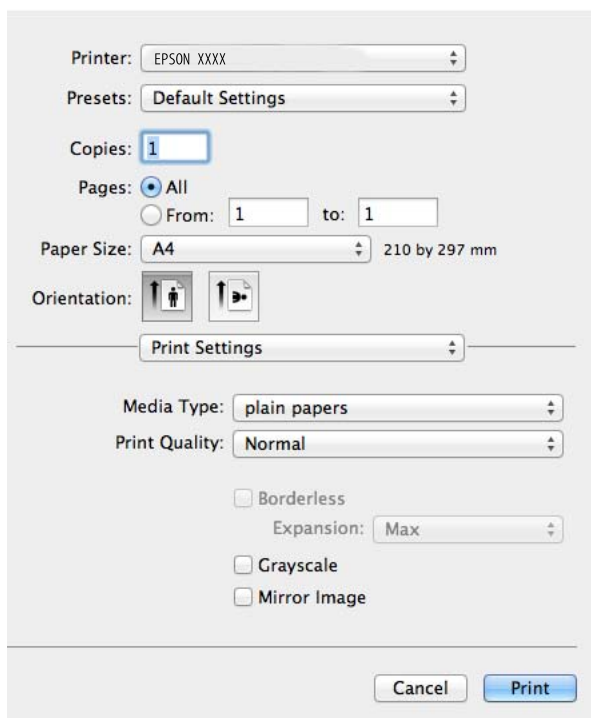 Printer: EPSON XXXX
Presets: Default Settings
Copies: 1
Pages: All
From: 1 to: 1
Paper Size: A4 210 by 297 mm
Orientation:
Print Settings
Media Type: plain papers
Print Quality: Normal
Borderless
Expansion: Max
Grayscale
Mirror Image
Cancel Print